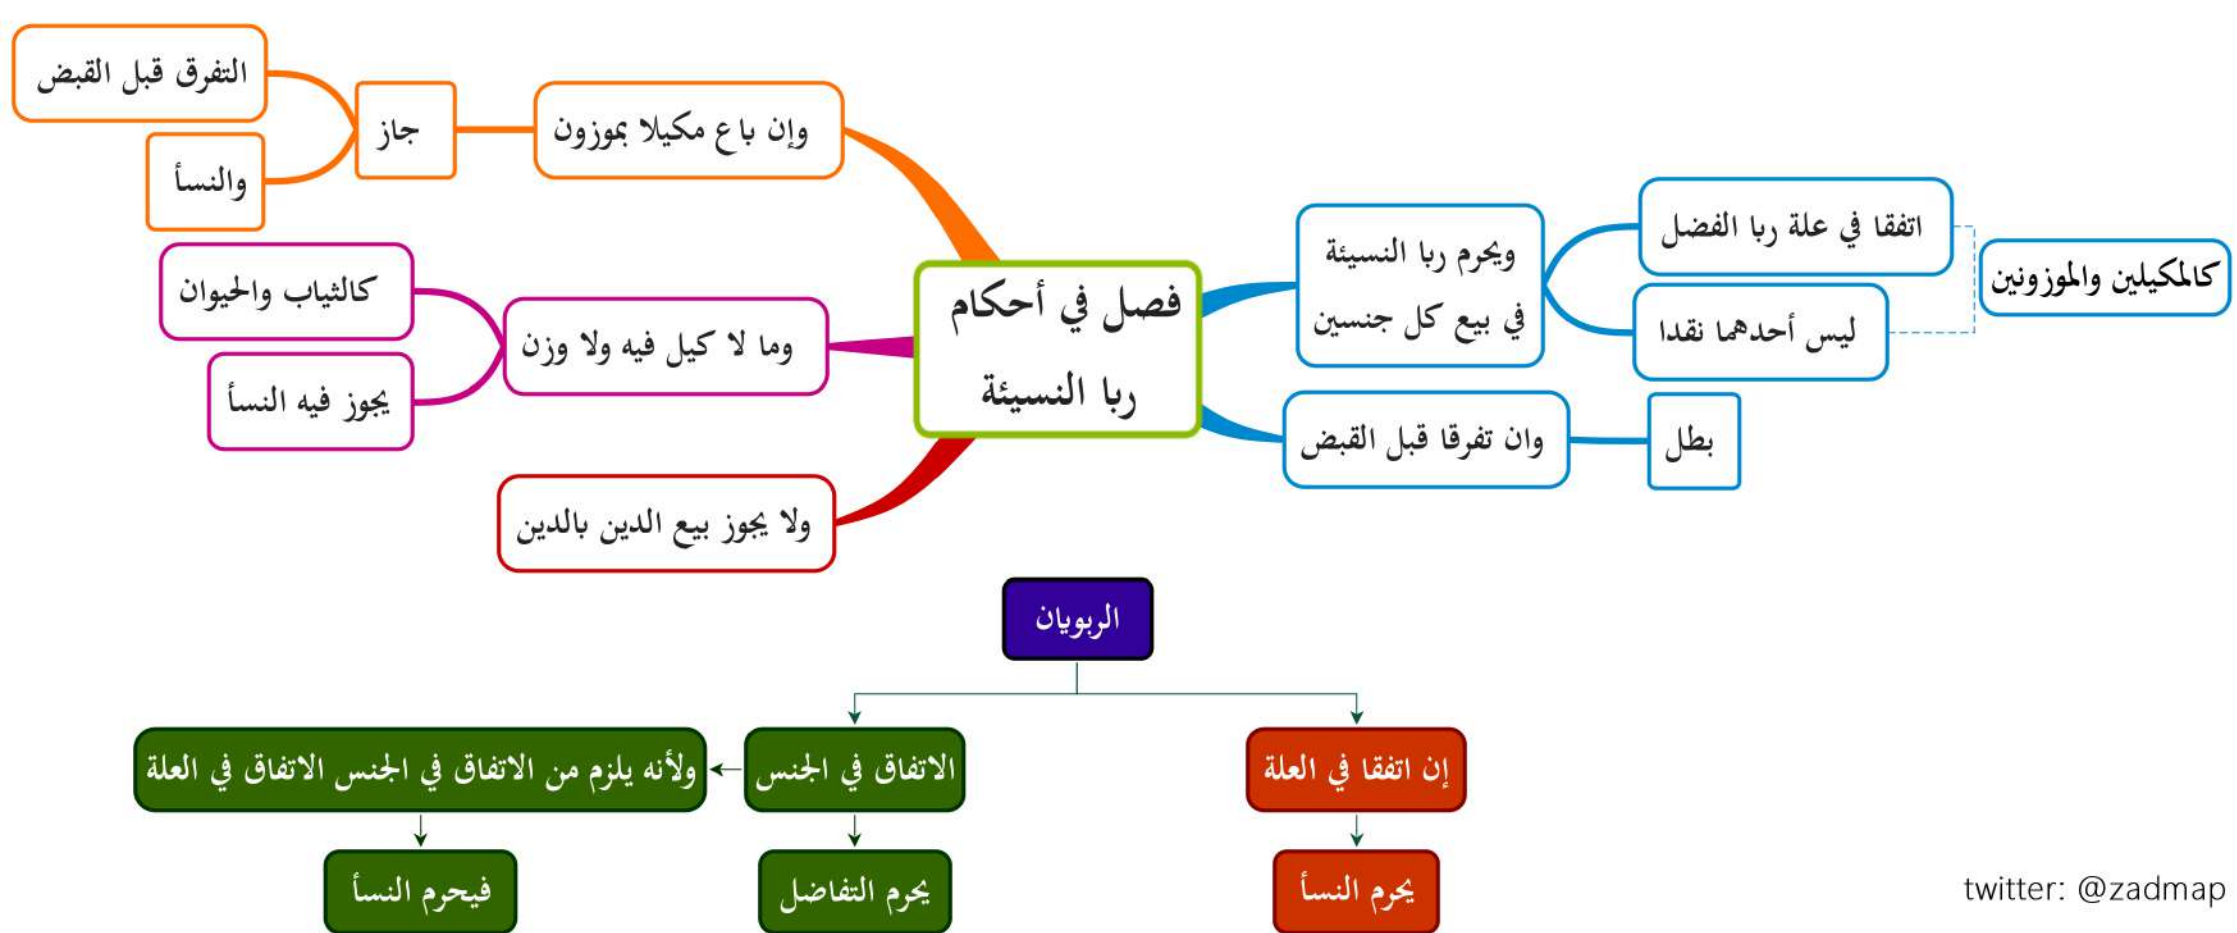 فصل في أحكام
ربا النسيئة
ويحرم ربا النسيئة
في بيع كل جنسين
اتفقا في علة ربا الفضل
ليس أحدهما نقدا
كالمكيلين والموزونين
وان تفرقا قبل القبض
بطل
وإن باع مكيلا بموزون
جاز
التفرق قبل القبض
والنسأ
وما لا كيل فيه ولا وزن
كالثياب والحيوان
يجوز فيه النسأ
ولا يجوز بيع الدين بالدين
الربويان
إن اتفقا في العلة
يحرم النسأ
الاتفاق في الجنس
يحرم التفاضل
ولأنه يلزم من الاتفاق في الجنس الاتفاق في العلة
فيحرم النسأ
twitter: @zadmap